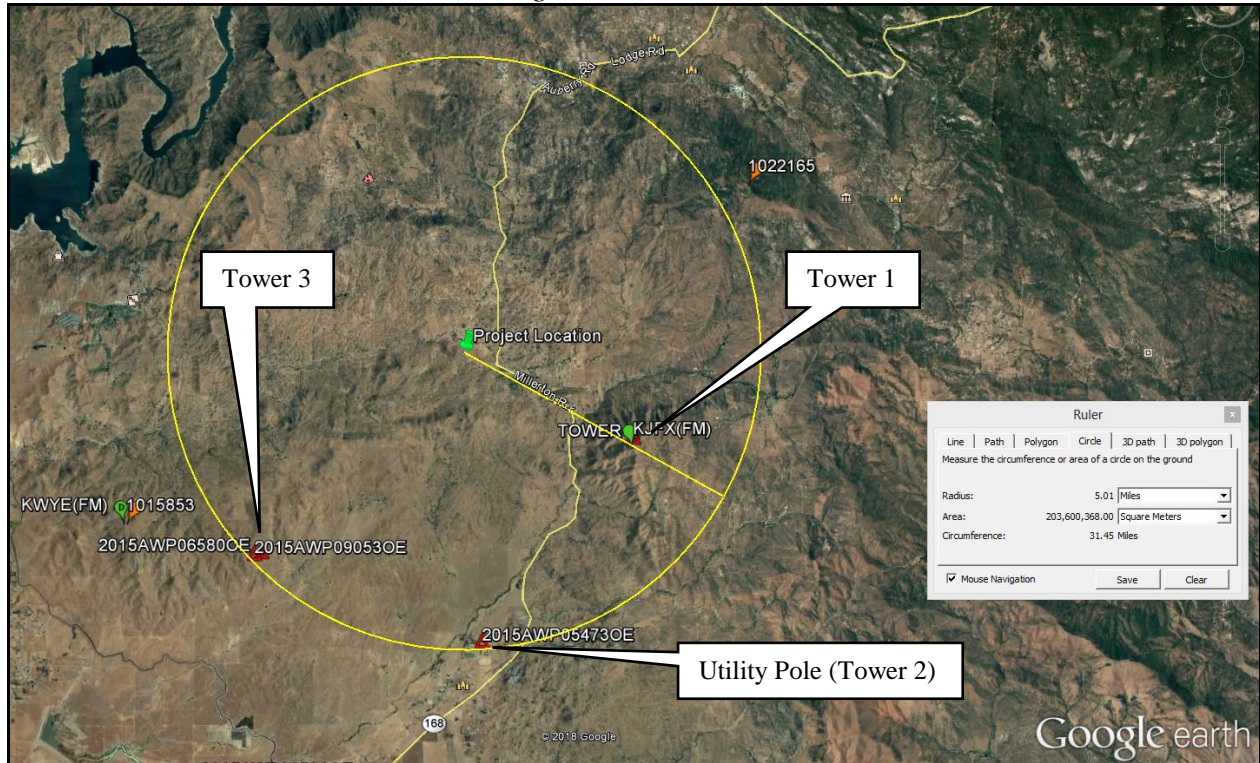 Lodge Rd
Auberry Rd
1022165
Tower 3
Tower 1
Project Location
Millerton Rd
TOWER
KJFX(FM)
KWYE(FM)
D
1015853
2015AWP06580OE
2015AWP09053OE
2015AWP05473OE
Utility Pole (Tower 2)
168
© 2018 Google
Google earth
Ruler
x
Line
Path
Polygon
Circle
3D path
3D polygon
Measure the circumference or area of a circle on the ground
Radius: 5.01 Miles
Area: 203,600,368.00 Square Meters
Circumference: 31.45 Miles
Mouse Navigation
Save
Clear